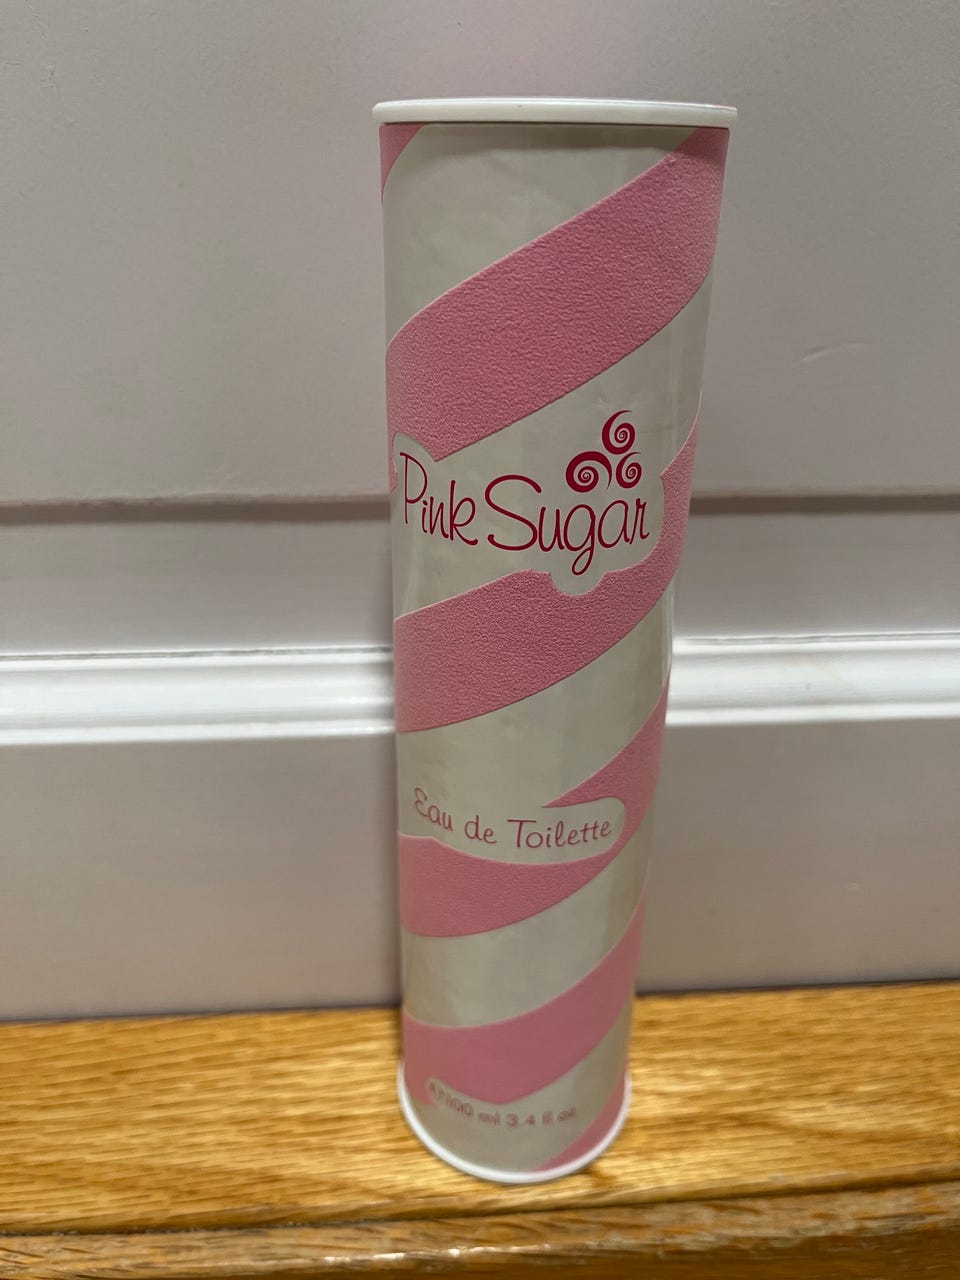 Pink Sugar
Eau de Toilette
100 ml 3.4 fl oz